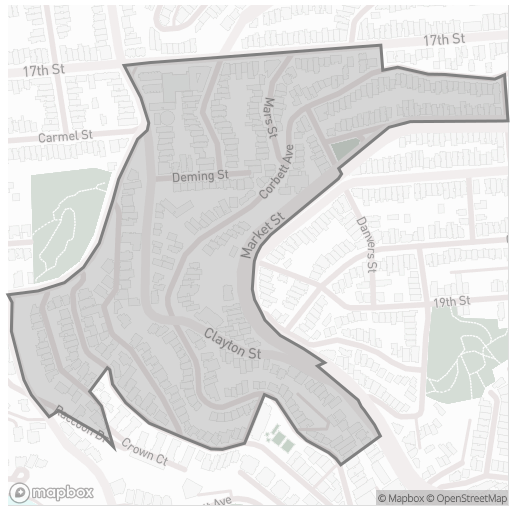 17th St
17th St
Carmel St
Mars St
Deming St
Corbett Ave
Market St
Danvers St
19th St
Clayton St
Crown Ct
mapbox
© Mapbox © OpenStreetMap